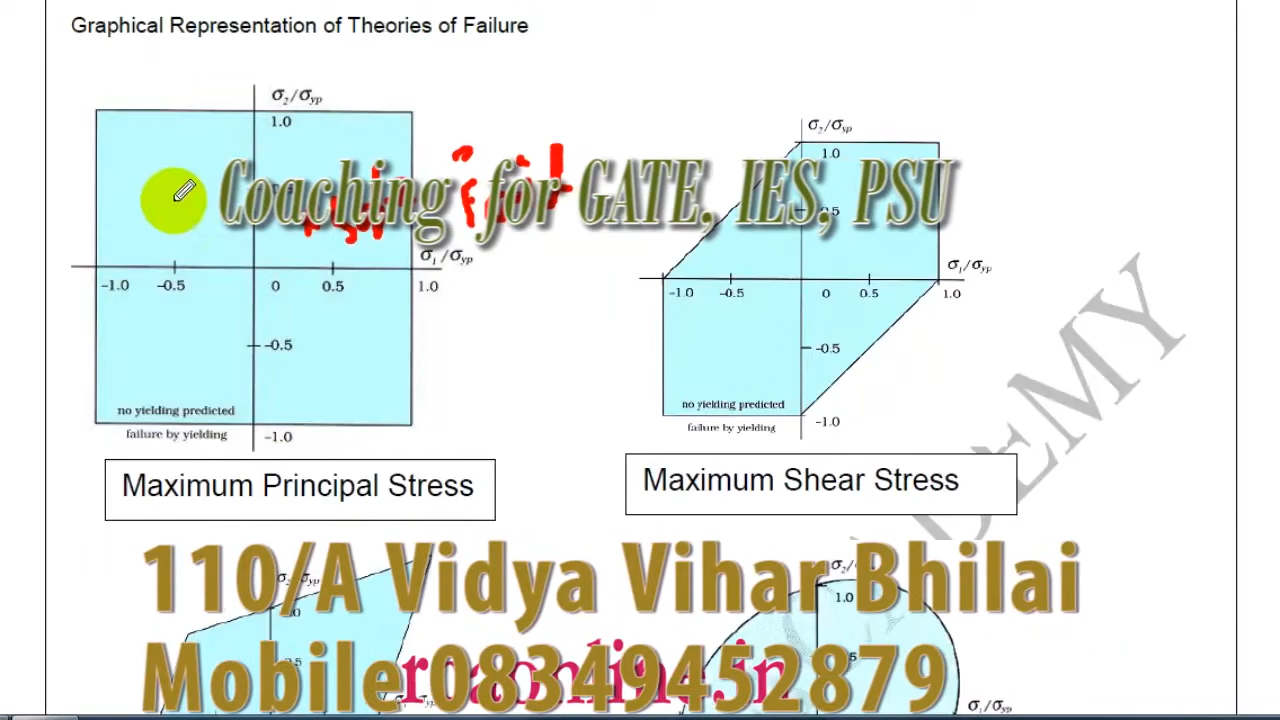 Graphical Representation of Theories of Failure
σ2/σyp
1.0
σ2/σyp
1.0
Coaching for GATE, IES, PSU
0.5
σ1/σyp
σ1/σyp
-1.0 -0.5 0 0.5 1.0
-1.0 -0.5 0 0.5 1.0
-0.5
-0.5
no yielding predicted
failure by yielding
-1.0
no yielding predicted
failure by yielding
-1.0
Maximum Principal Stress
Maximum Shear Stress
110/A Vidya Vihar Bhilai
1.0
Mobile 08349452879
σ1/σyp